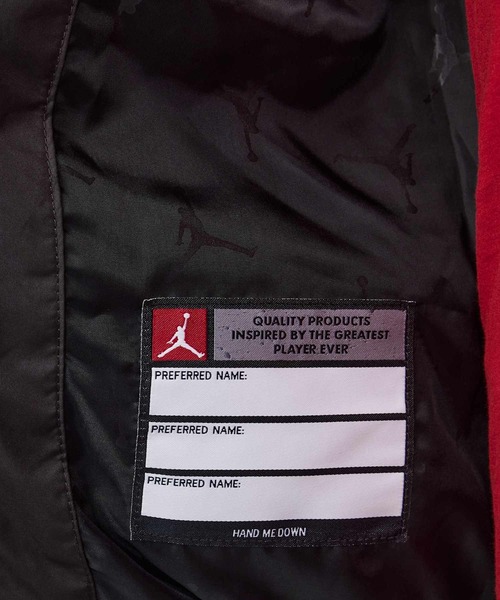 QUALITY PRODUCTS
INSPIRED BY THE GREATEST
PLAYER EVER
PREFERRED NAME:
PREFERRED NAME:
PREFERRED NAME:
HAND ME DOWN